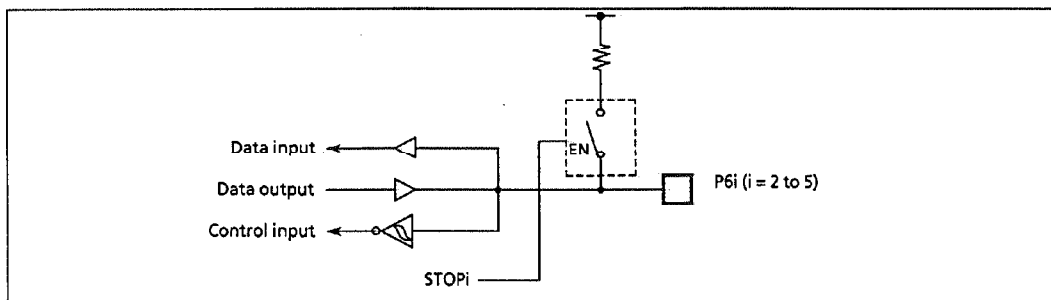 Data input
EN
Data output
P6i (i = 2 to 5)
Control input
STOPi